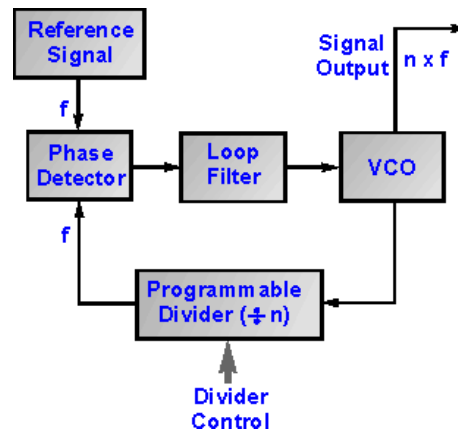 Reference
Signal
Signal
Output
n x f
f
Phase
Detector
Loop
Filter
VCO
f
Programmable
Divider (÷ n)
Divider
Control